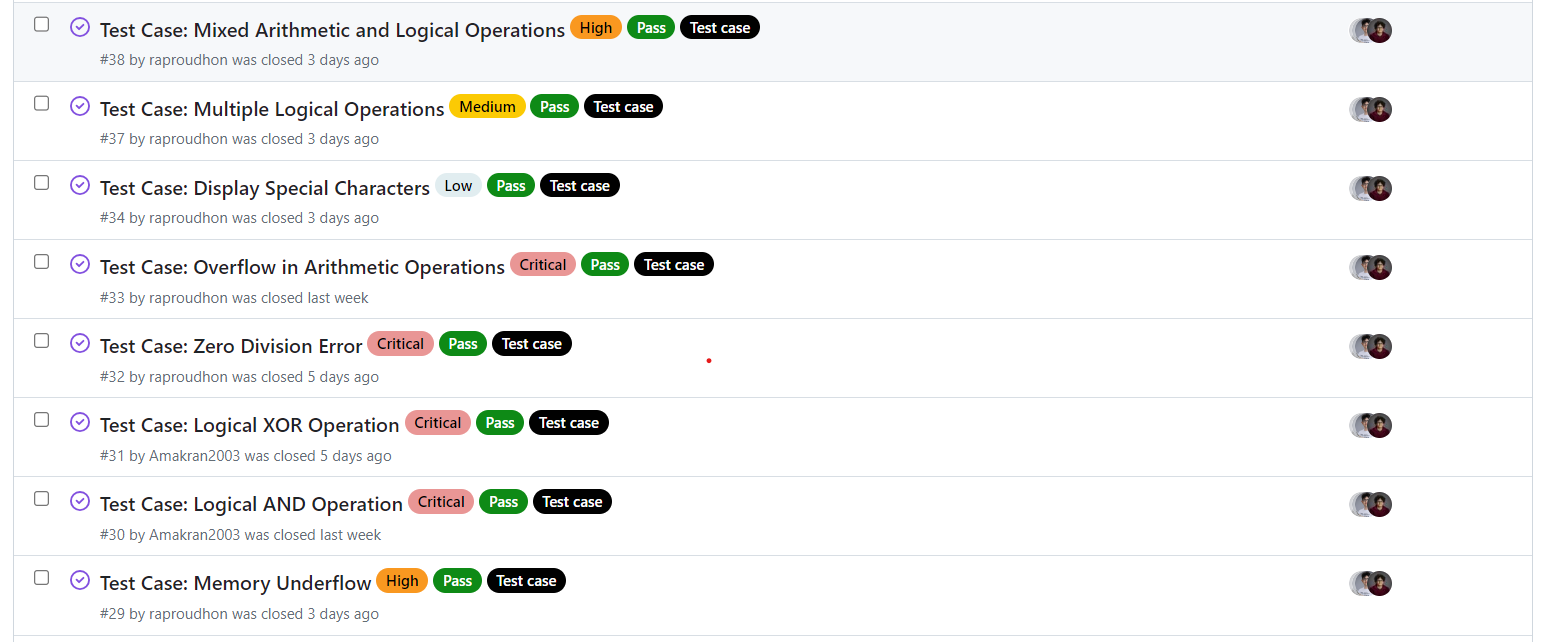 Test Case: Mixed Arithmetic and Logical Operations High Pass Test case
#38 by raproudhon was closed 3 days ago
Test Case: Multiple Logical Operations Medium Pass Test case
#37 by raproudhon was closed 3 days ago
Test Case: Display Special Characters Low Pass Test case
#34 by raproudhon was closed 3 days ago
Test Case: Overflow in Arithmetic Operations Critical Pass Test case
#33 by raproudhon was closed last week
Test Case: Zero Division Error Critical Pass Test case
#32 by raproudhon was closed 5 days ago
Test Case: Logical XOR Operation Critical Pass Test case
#31 by Amakran2003 was closed 5 days ago
Test Case: Logical AND Operation Critical Pass Test case
#30 by Amakran2003 was closed last week
Test Case: Memory Underflow High Pass Test case
#29 by raproudhon was closed 3 days ago